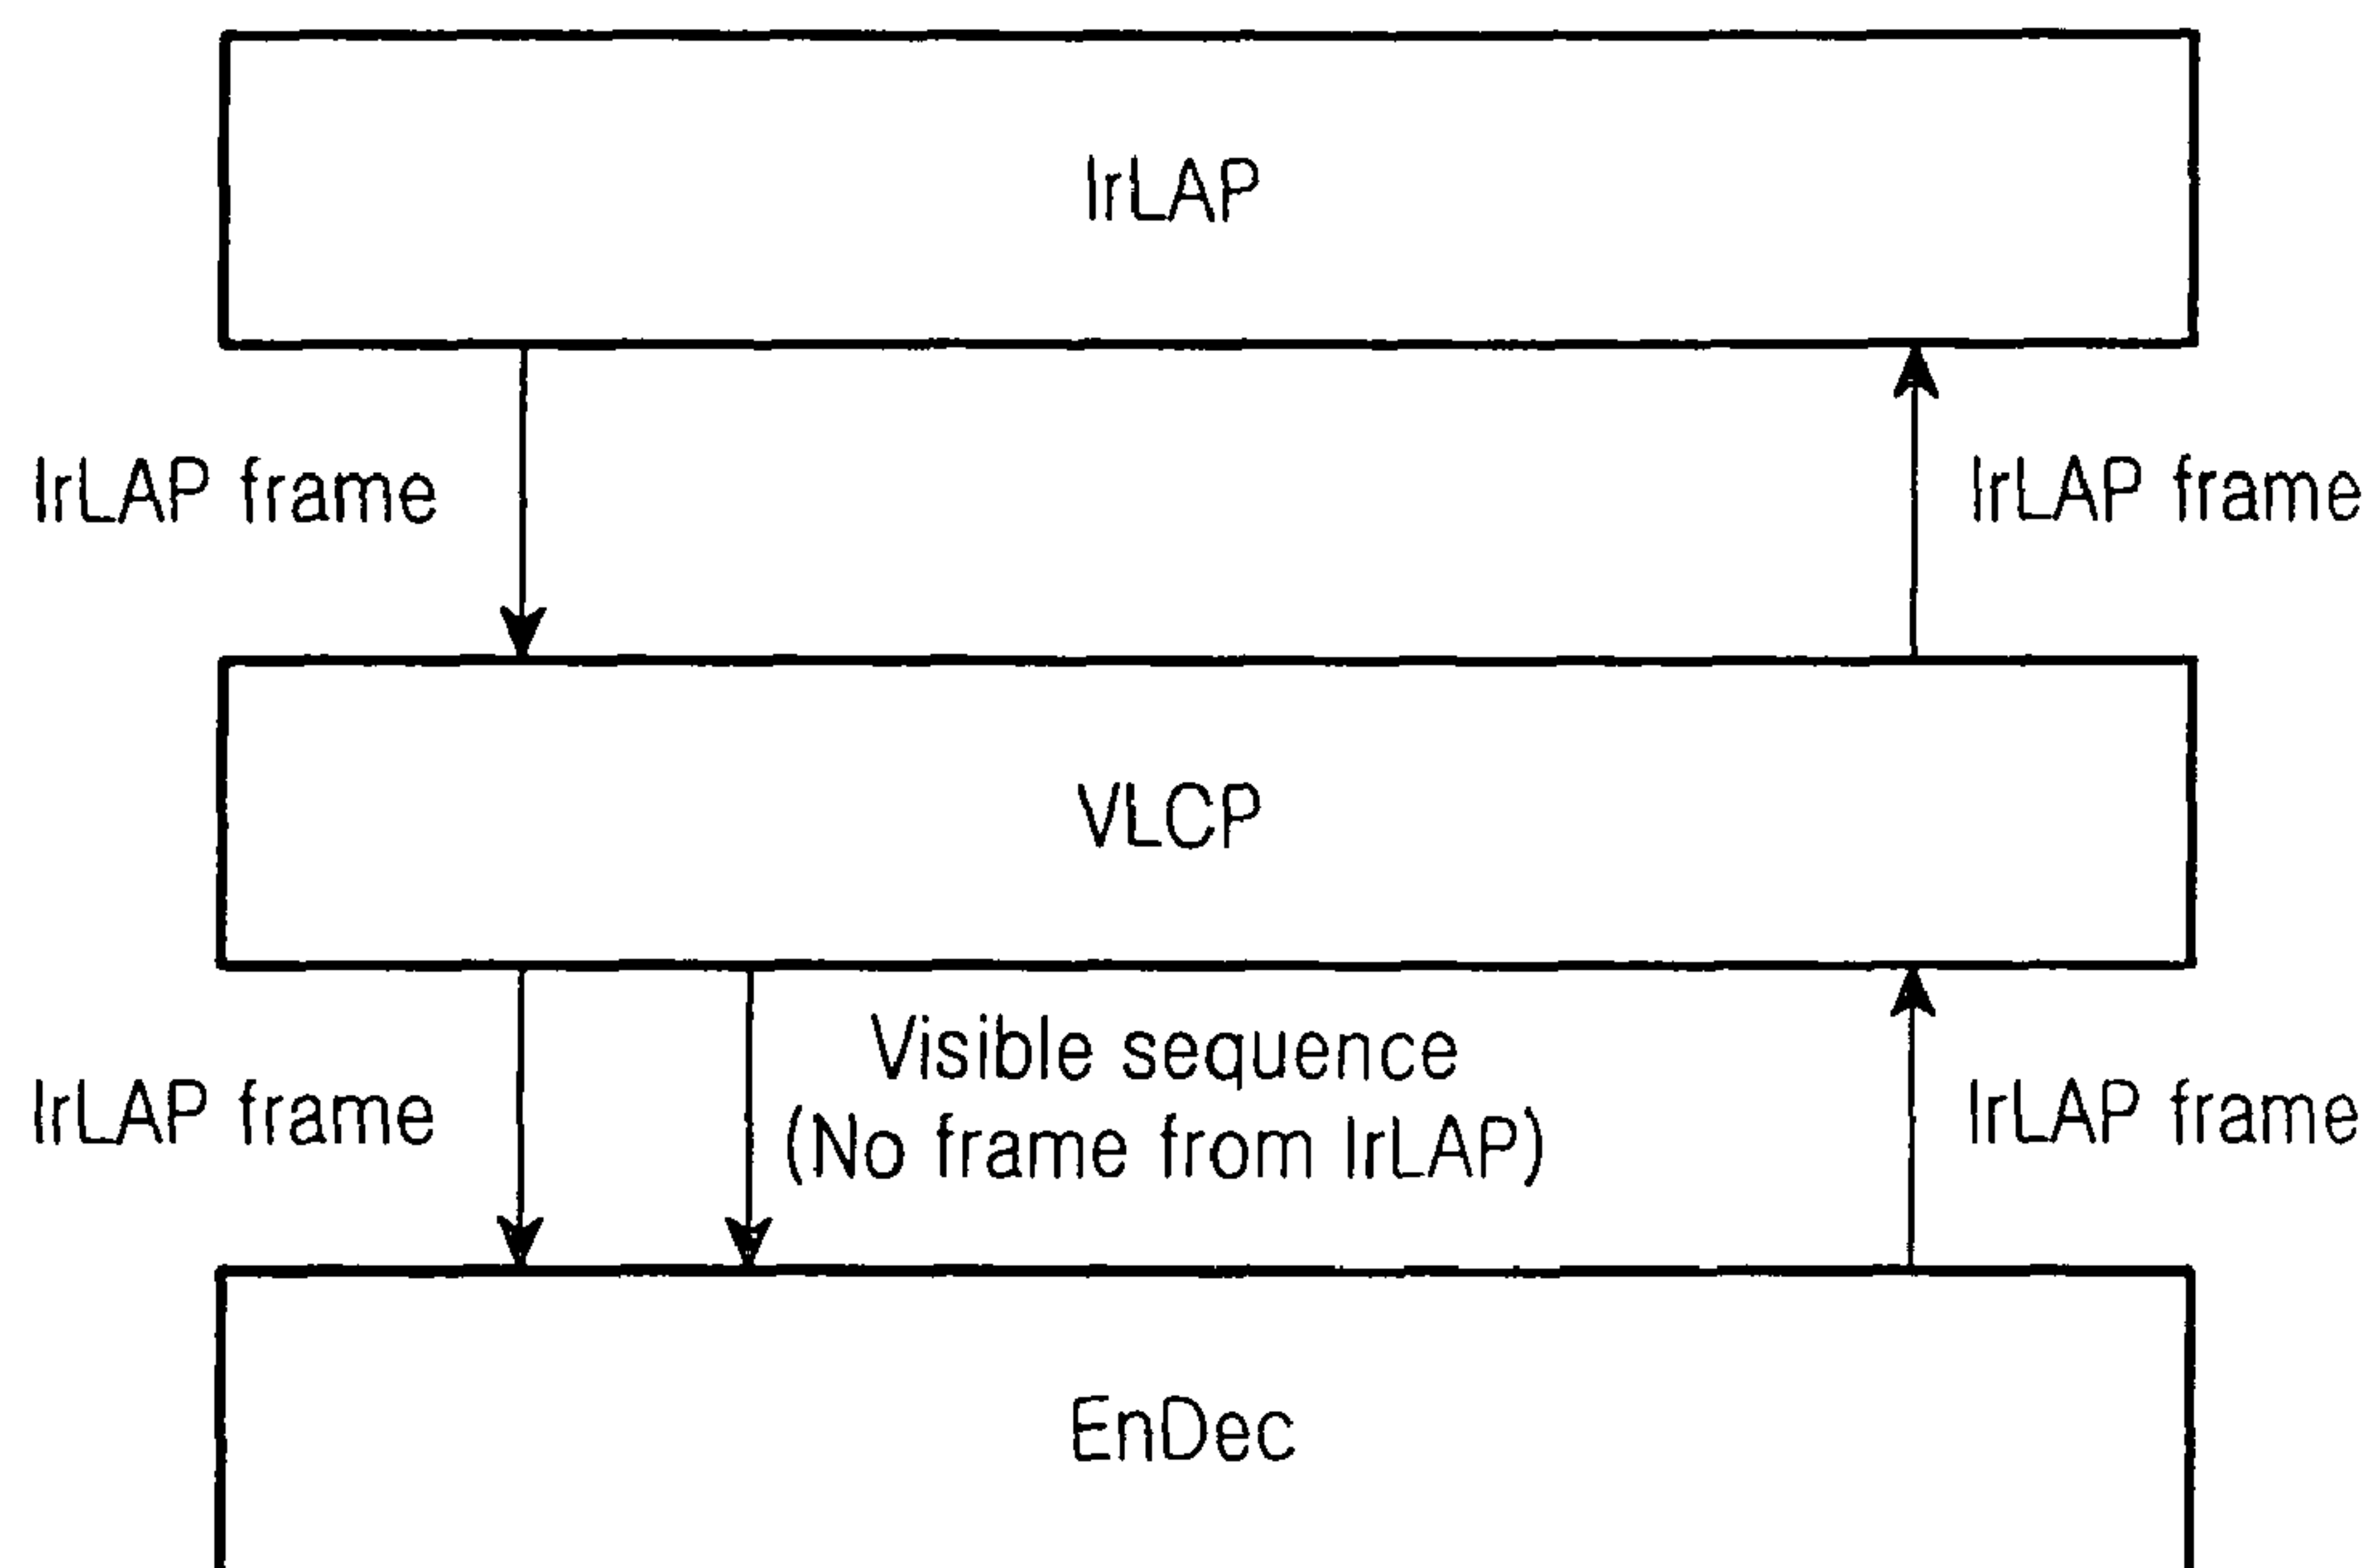 IrLAP
IrLAP frame
IrLAP frame
VLCP
IrLAP frame
Visible sequence
(No frame from IrLAP)
IrLAP frame
EnDec